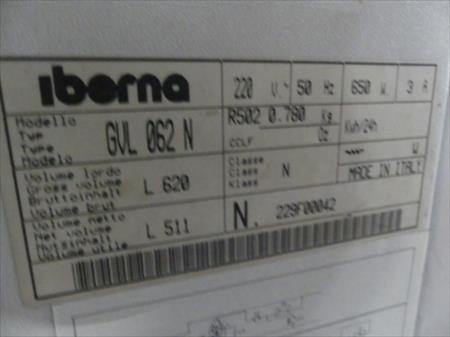 iberna
220 V.~ 50 Hz 650 W. 3 A
Modello
Typ
Type
Modelo
GVL 062 N
R502 0.780 Kg
Oz
CCLF
Kwh/24h
W
Volume lordo
Gross volume
Bruttoinhalt
Volume brut
L 620
Classe
Class
Klass
N
MADE IN ITALY
Volume netto
Net volume
Nutzinhalt
Volume utile
L 511
N. 229F00042